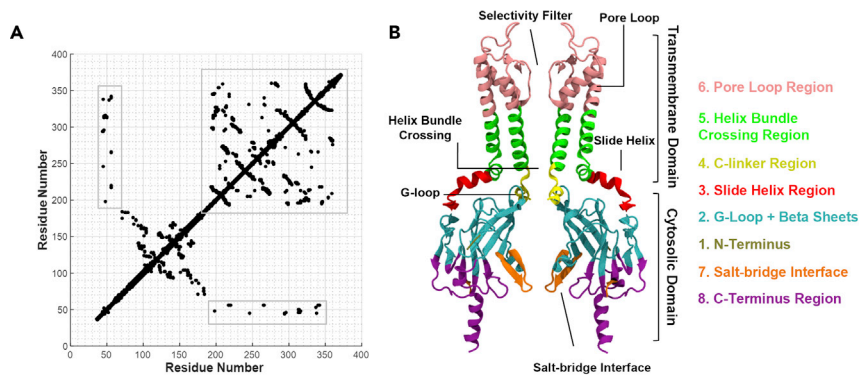 A
400
350
300
250
200
150
100
50
0
Residue Number
0 50 100 150 200 250 300 350 400
Residue Number
B
Selectivity Filter
Pore Loop
Helix Bundle
Crossing
Slide Helix
G-loop
Salt-bridge Interface
Transmembrane Domain
Cytosolic Domain
6. Pore Loop Region
5. Helix Bundle
Crossing Region
4. C-linker Region
3. Slide Helix Region
2. G-Loop + Beta Sheets
1. N-Terminus
7. Salt-bridge Interface
8. C-Terminus Region